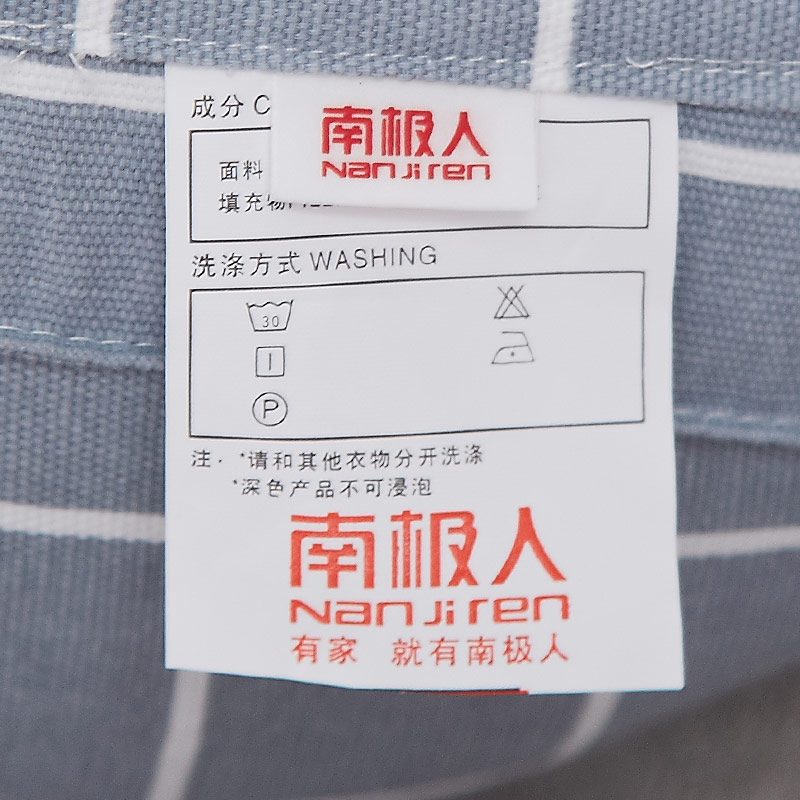 成分 C
南极人
NanJiren
面料
填充物
洗涤方式 WASHING
30
P
注. *请和其他衣物分开洗涤
*深色产品不可浸泡
南极人
NanJiren
有家 就有南极人